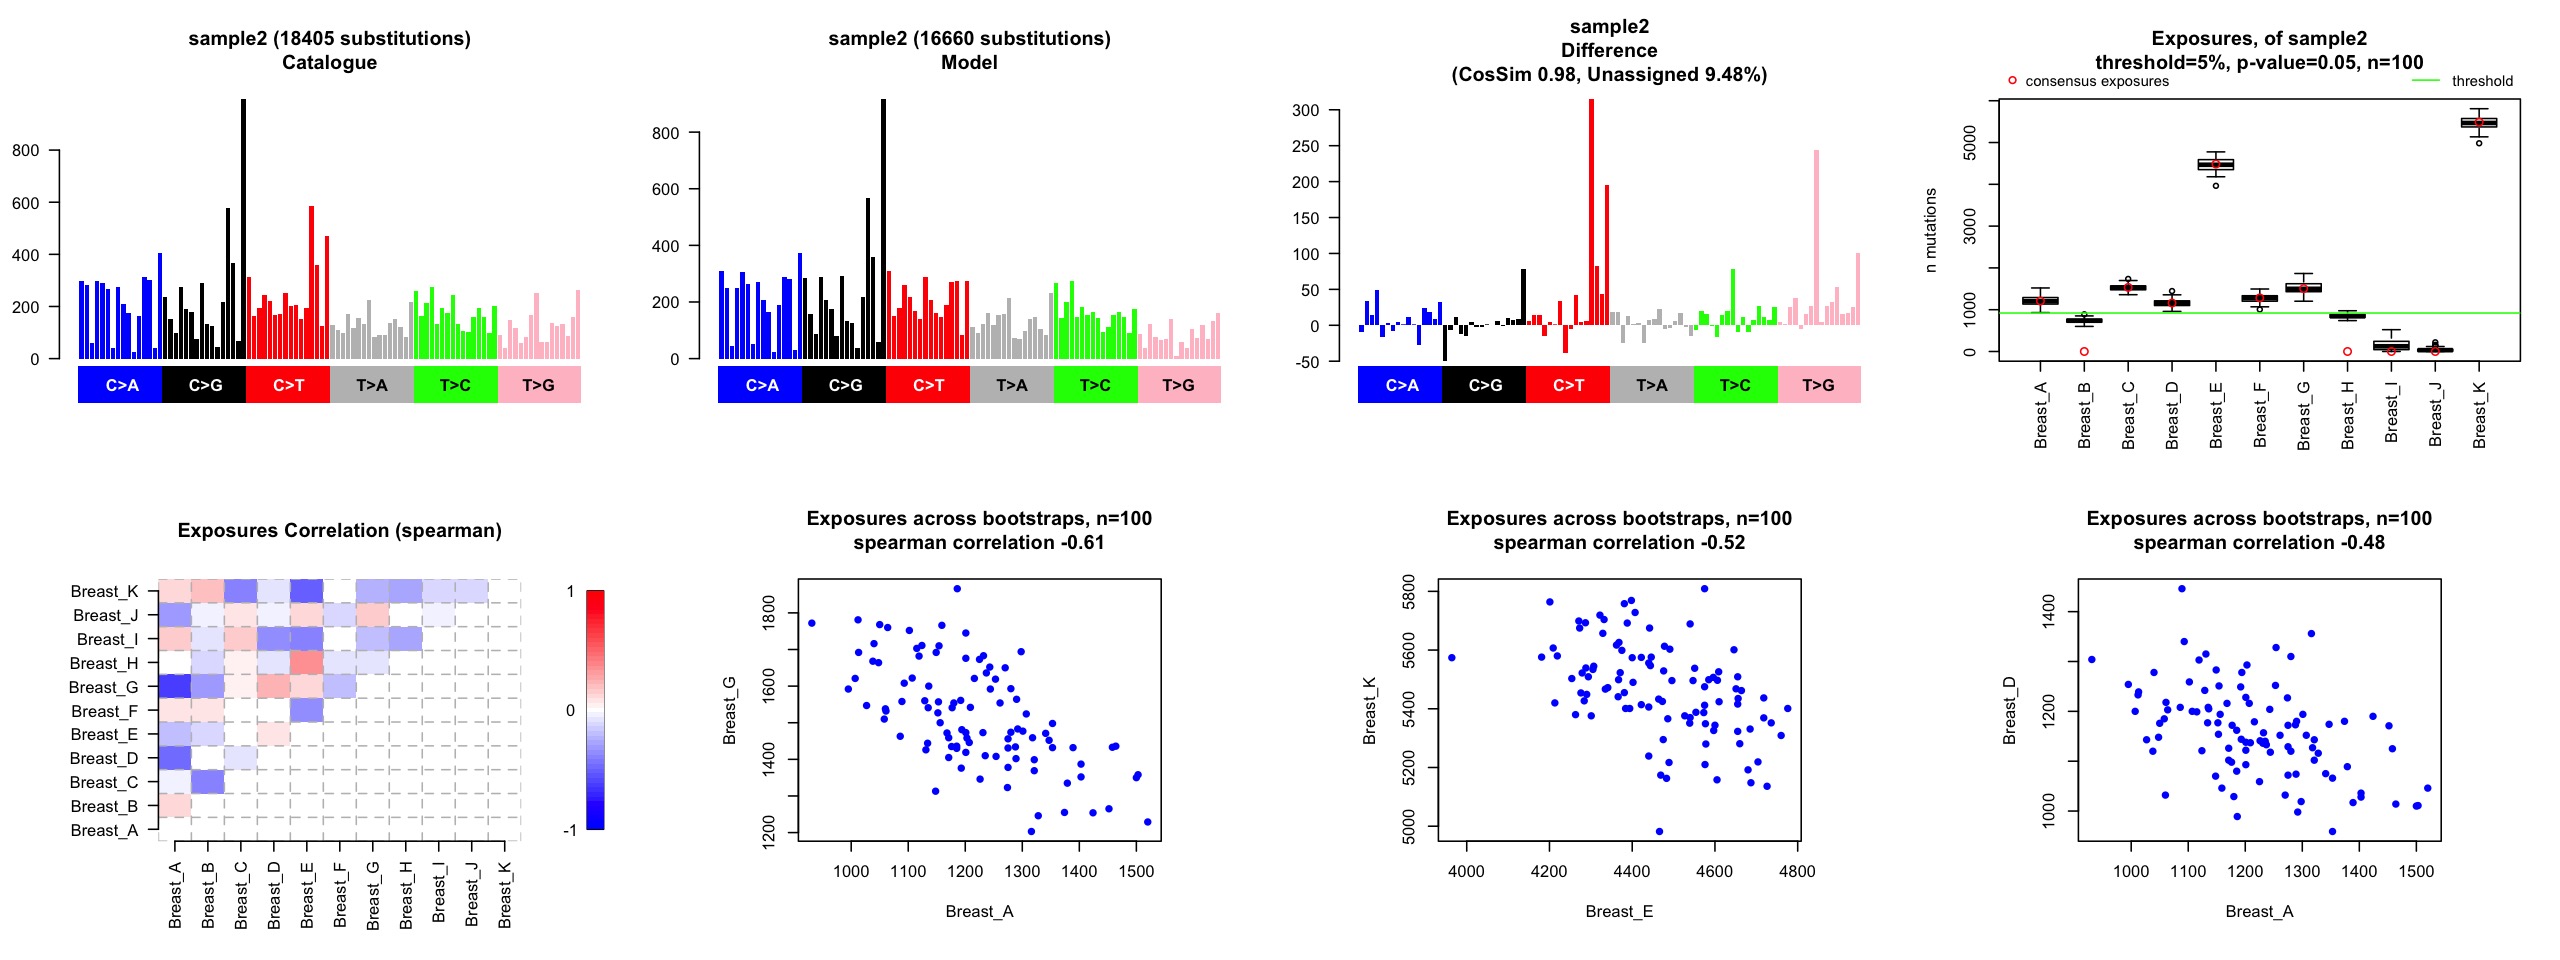 sample2 (18405 substitutions)
Catalogue
800
600
400
200
0
C>A C>G C>T T>A T>C T>G
sample2 (16660 substitutions)
Model
800
600
400
200
0
C>A C>G C>T T>A T>C T>G
sample2
Difference
(CosSim 0.98, Unassigned 9.48%)
300
250
200
150
100
50
0
-50
C>A C>G C>T T>A T>C T>G
Exposures, of sample2
threshold=5%, p-value=0.05, n=100
consensus exposures threshold
n mutations
5000
3000
1000
0
Breast_A Breast_B Breast_C Breast_D Breast_E Breast_F Breast_G Breast_H Breast_I Breast_J Breast_K
Exposures Correlation (spearman)
Breast_K
Breast_J
Breast_I
Breast_H
Breast_G
Breast_F
Breast_E
Breast_D
Breast_C
Breast_B
Breast_A
Breast_A Breast_B Breast_C Breast_D Breast_E Breast_F Breast_G Breast_H Breast_I Breast_J Breast_K
1
0
-1
Exposures across bootstraps, n=100
spearman correlation -0.61
Breast_G
1800
1600
1400
1200
1000 1100 1200 1300 1400 1500
Breast_A
Exposures across bootstraps, n=100
spearman correlation -0.52
Breast_K
5800
5600
5400
5200
5000
4000 4200 4400 4600 4800
Breast_E
Exposures across bootstraps, n=100
spearman correlation -0.48
Breast_D
1400
1200
1000
1000 1100 1200 1300 1400 1500
Breast_A